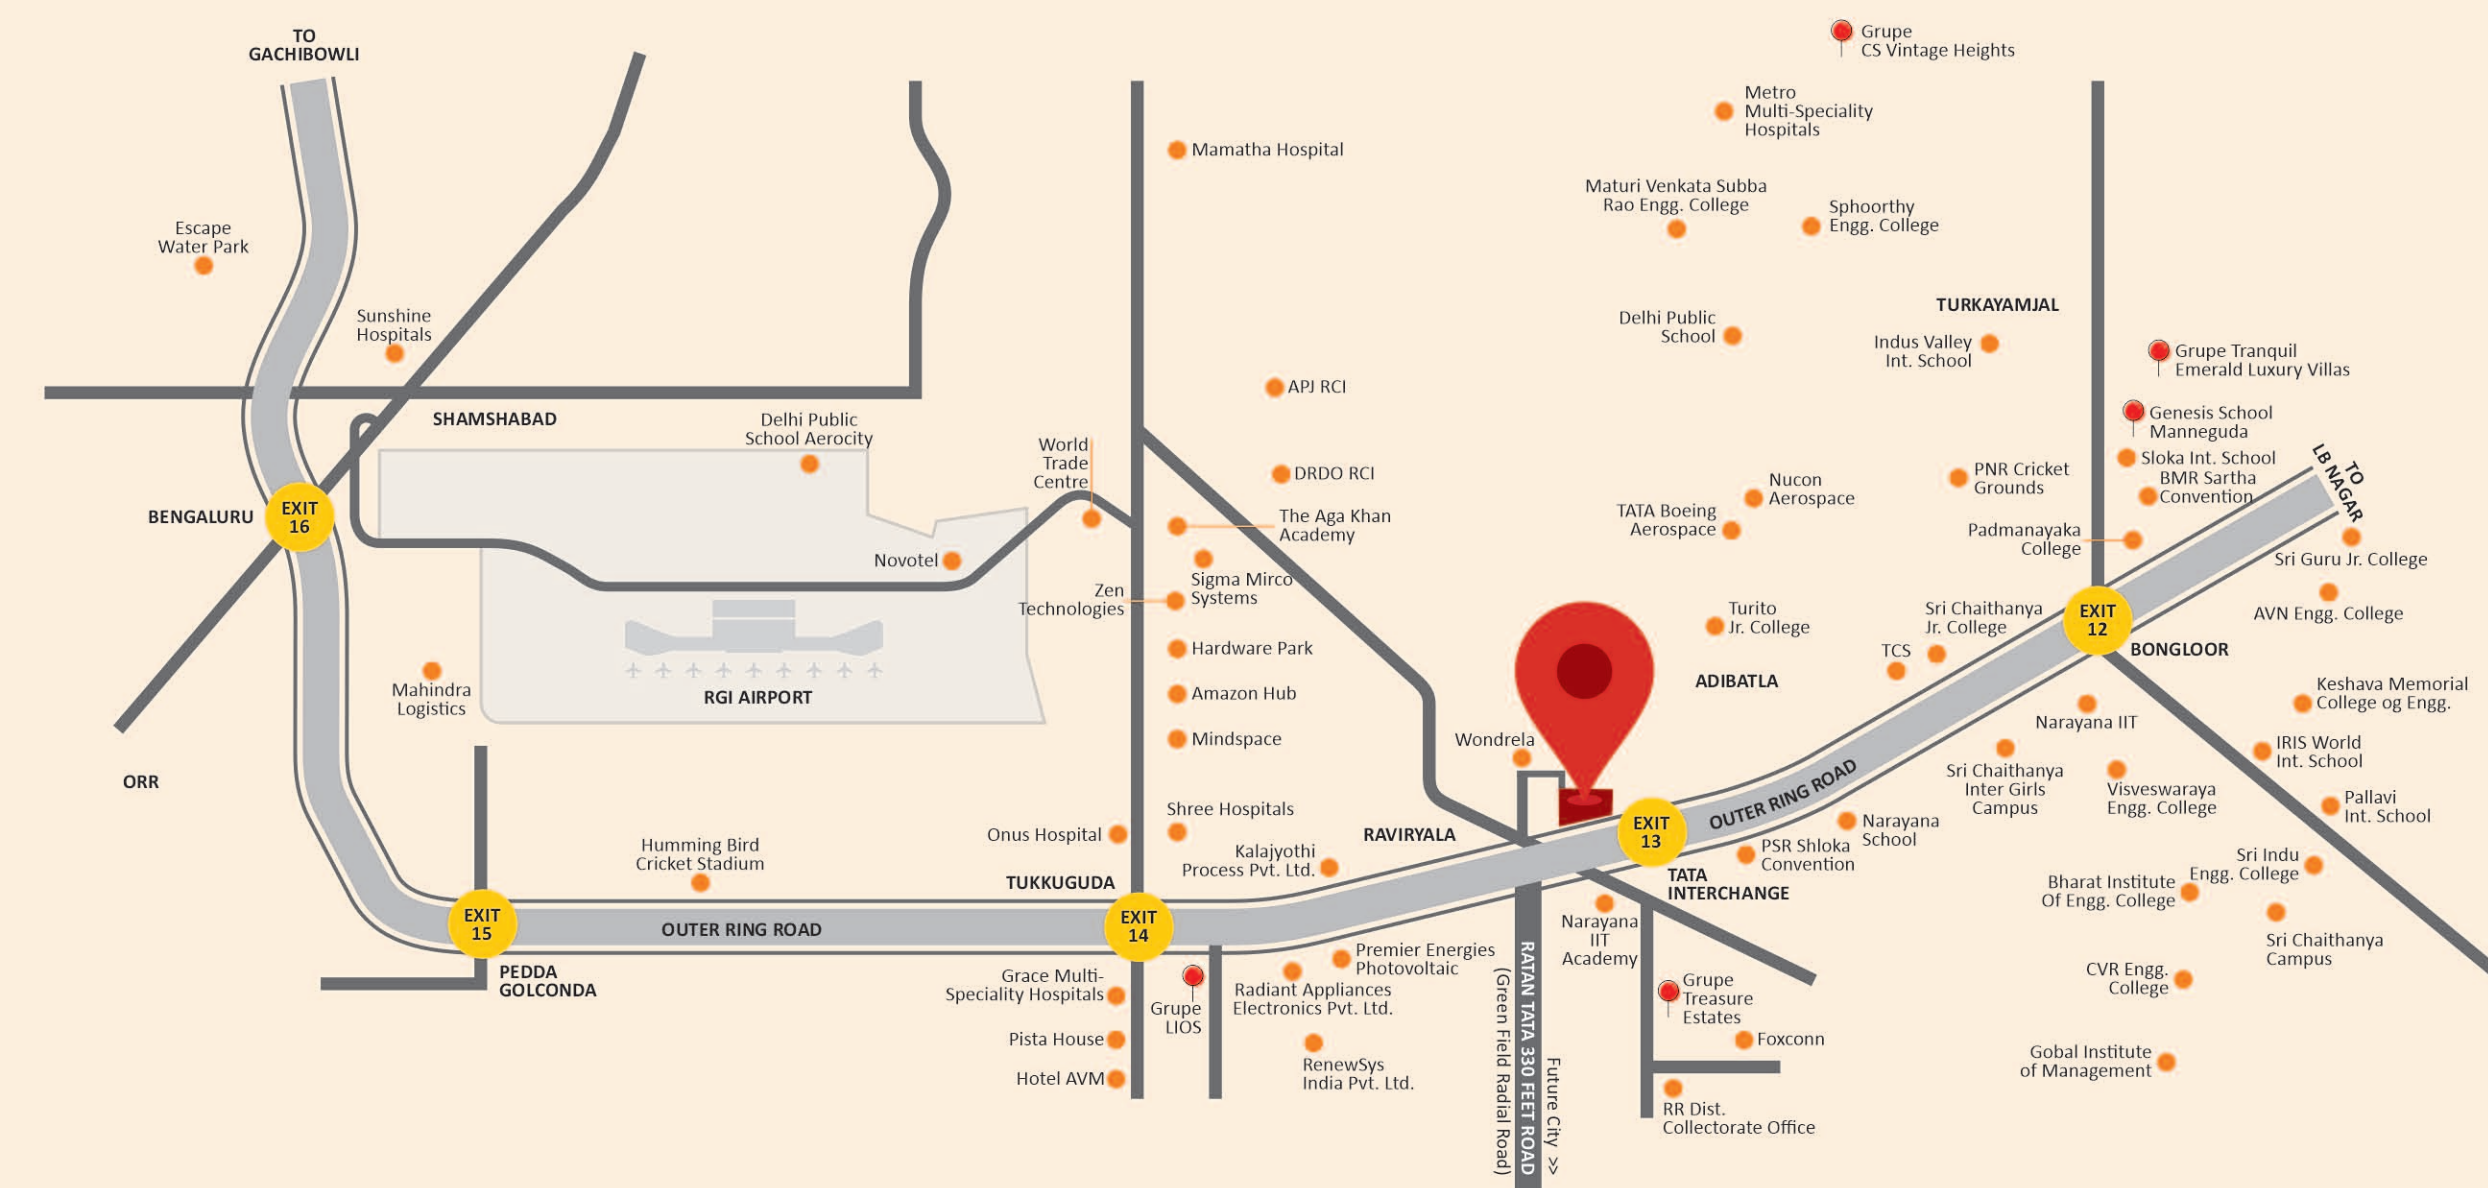 TO
GACHIBOWLI
Grupe
CS Vintage Heights
Metro
Multi-Speciality
Hospitals
Mamatha Hospital
Maturi Venkata Subba
Rao Engg. College
Sphoorthy
Engg. College
Escape
Water Park
Sunshine
Hospitals
TURKAYAMJAL
Delhi Public
School
Indus Valley
Int. School
Grupe Tranquil
Emerald Luxury Villas
APJ RCI
SHAMSHABAD
Delhi Public
School Aerocity
Genesis School
Manneguda
World
Trade
Centre
DRDO RCI
Sloka Int. School
BMR Sartha
Convention
TO
LB NAGAR
PNR Cricket
Grounds
Nucon
Aerospace
TATA Boeing
Aerospace
BENGALURU
EXIT
16
The Aga Khan
Academy
Padmanayaka
College
Novotel
Sri Guru Jr. College
Sigma Mirco
Systems
Zen
Technologies
AVN Engg. College
Turito
Jr. College
Sri Chaithanya
Jr. College
EXIT
12
BONGLOOR
Hardware Park
TCS
ADIBATLA
Mahindra
Logistics
RGI AIRPORT
Amazon Hub
Keshava Memorial
College og Engg.
Narayana IIT
Mindspace
Wondrela
IRIS World
Int. School
Sri Chaithanya
Inter Girls
Campus
Visveswaraya
Engg. College
Pallavi
Int. School
ORR
OUTER RING ROAD
Shree Hospitals
Onus Hospital
RAVIRYALA
EXIT
13
Narayana
School
PSR Shloka
Convention
Humming Bird
Cricket Stadium
Kalajyothi
Process Pvt. Ltd.
TUKKUGUDA
TATA
INTERCHANGE
Sri Indu
Engg. College
Bharat Institute
Of Engg. College
EXIT
15
OUTER RING ROAD
EXIT
14
Narayana
IIT
Academy
Sri Chaithanya
Campus
Premier Energies
Photovoltaic
PEDDA
GOLCONDA
Grace Multi-
Speciality Hospitals
Grupe
LIOS
Radiant Appliances
Electronics Pvt. Ltd.
Grupe
Treasure
Estates
CVR Engg.
College
Pista House
Foxconn
RenewSys
India Pvt. Ltd.
Hotel AVM
Gobal Institute
of Management
RR Dist.
Collectorate Office
RATAN TATA 330 FEET ROAD
(Green Field Radial Road)
Future City >>